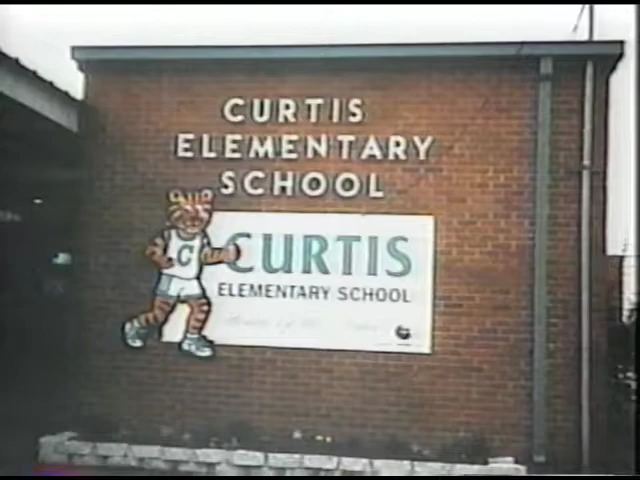 CURTIS
ELEMENTARY
SCHOOL
C
CURTIS
ELEMENTARY SCHOOL